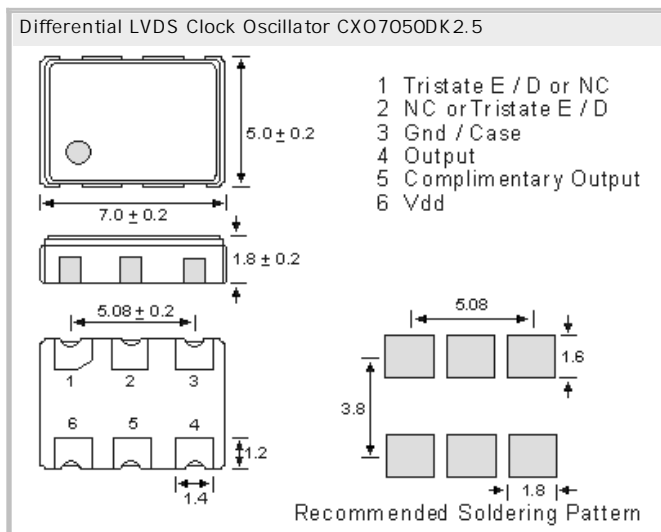 Differential LVDS Clock Oscillator CXO7050DK2.5
1 Tristate E / D or NC
2 NC or Tristate E / D
3 Gnd / Case
4 Output
5 Complimentary Output
6 Vdd
5.0 ± 0.2
7.0 ± 0.2
1.8 ± 0.2
5.08 ± 0.2
1 2 3
6 5 4
1.2
1.4
5.08
1.6
3.8
1.8
Recommended Soldering Pattern